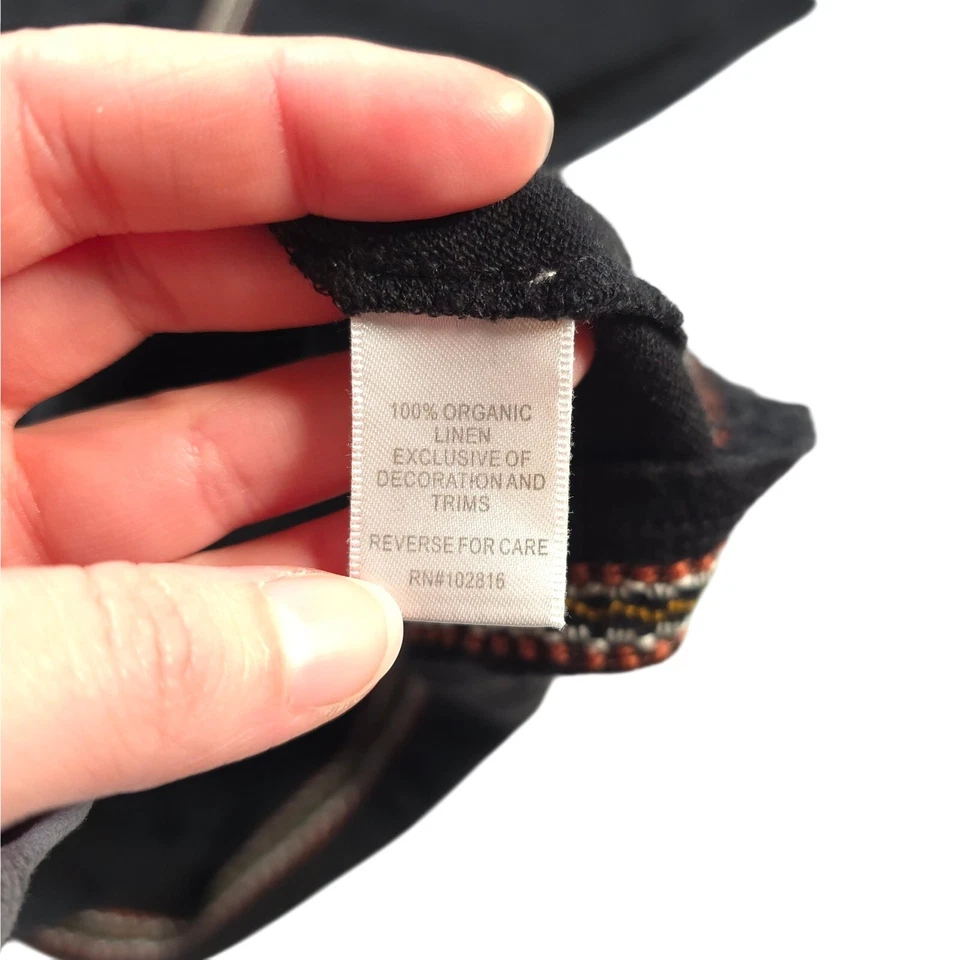 100% ORGANIC
LINEN
EXCLUSIVE OF
DECORATION AND
TRIMS
REVERSE FOR CARE
RN#102816